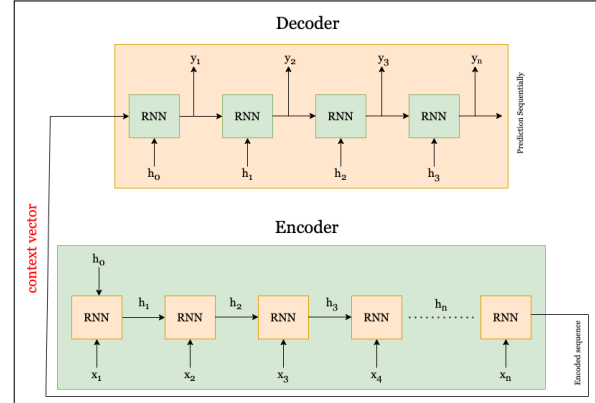 Decoder
y₁ y₂ y₃ yₙ
RNN RNN RNN RNN
h₀ h₁ h₂ h₃
Prediction Sequentially
context vector
Encoder
h₀
h₁ h₂ h₃ hₙ
RNN RNN RNN RNN RNN
x₁ x₂ x₃ x₄ xₙ
Encoded sequence